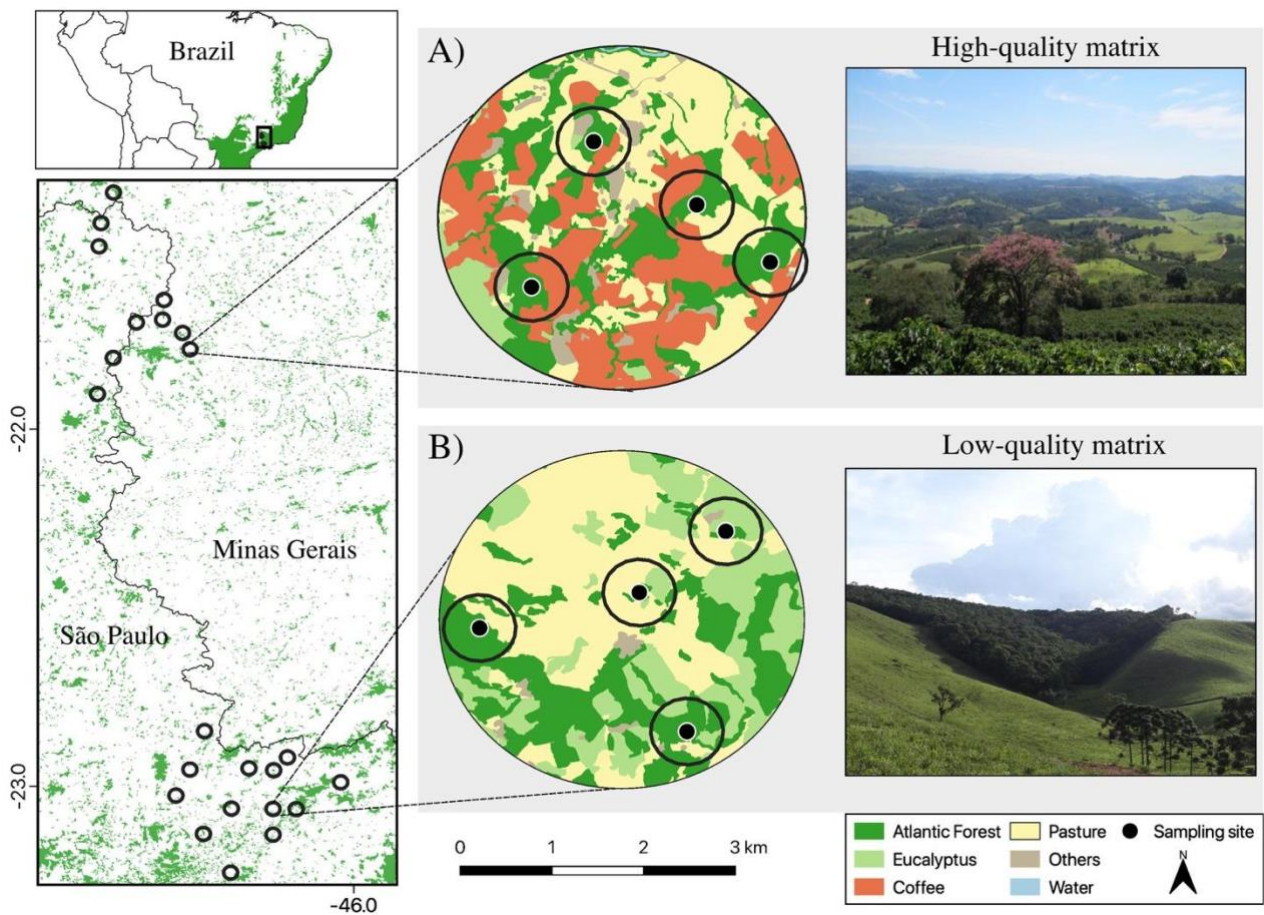 Brazil
-22.0
Minas Gerais
São Paulo
-23.0
-46.0
A)
High-quality matrix
B)
Low-quality matrix
0 1 2 3 km
Atlantic Forest
Eucalyptus
Coffee
Pasture
Others
Water
Sampling site
N